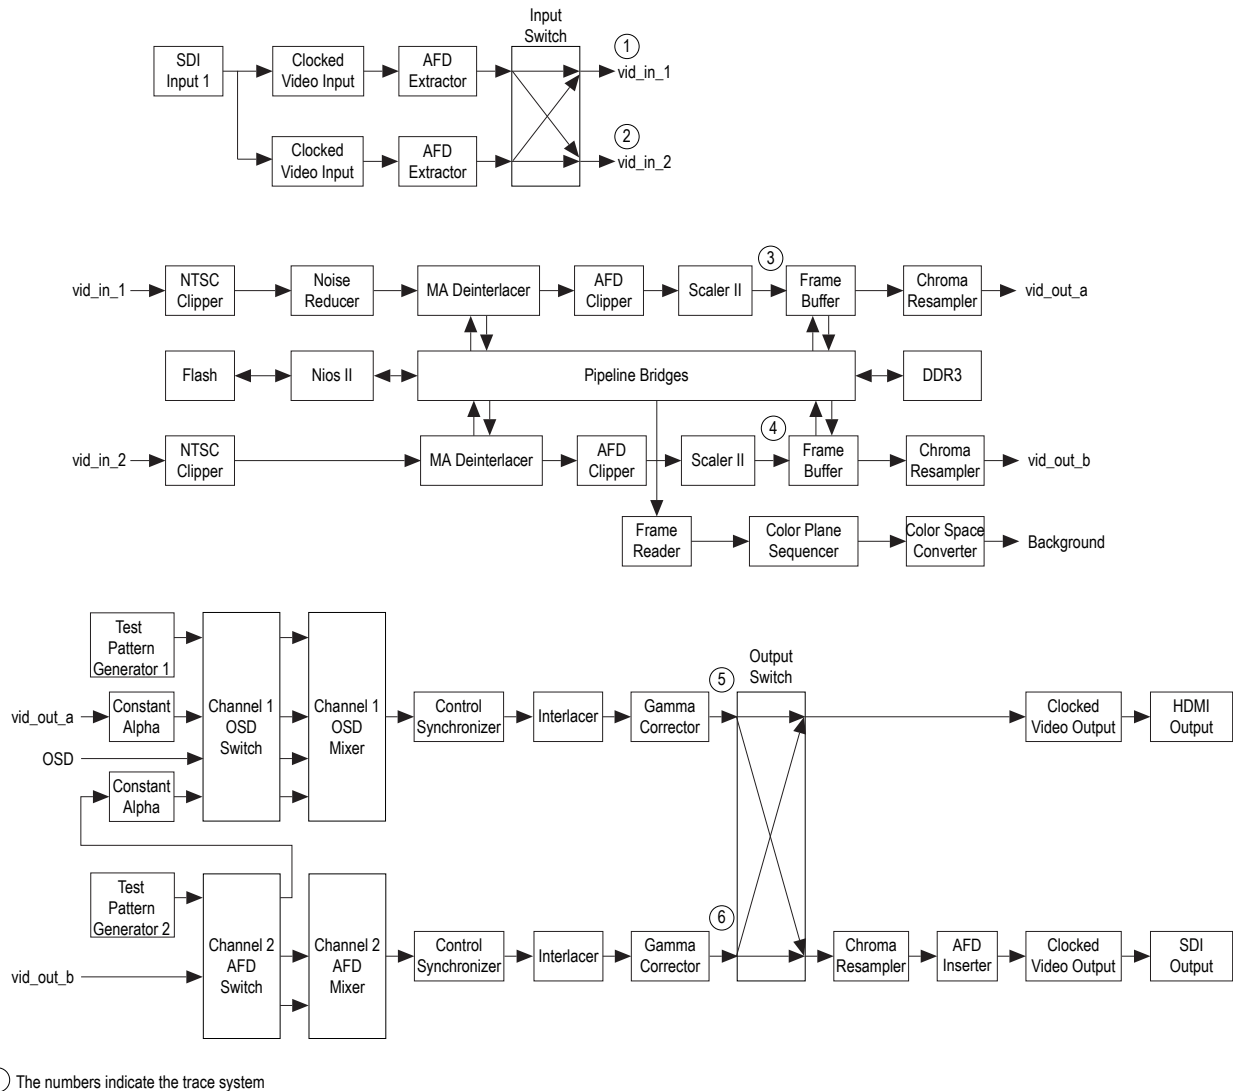 Input
Switch
SDI
Input 1
Clocked
Video Input
AFD
Extractor
1
vid_in_1
Clocked
Video Input
AFD
Extractor
2
vid_in_2
vid_in_1
NTSC
Clipper
Noise
Reducer
MA Deinterlacer
AFD
Clipper
Scaler II
3
Frame
Buffer
Chroma
Resampler
vid_out_a
Flash
Nios II
Pipeline Bridges
DDR3
vid_in_2
NTSC
Clipper
MA Deinterlacer
AFD
Clipper
Scaler II
4
Frame
Buffer
Chroma
Resampler
vid_out_b
Frame
Reader
Color Plane
Sequencer
Color Space
Converter
Background
Test
Pattern
Generator 1
vid_out_a
Constant
Alpha
OSD
Constant
Alpha
Channel 1
OSD
Switch
Channel 1
OSD
Mixer
Control
Synchronizer
Interlacer
Gamma
Corrector
5
Output
Switch
Clocked
Video Output
HDMI
Output
Test
Pattern
Generator 2
vid_out_b
Channel 2
AFD
Switch
Channel 2
AFD
Mixer
Control
Synchronizer
Interlacer
Gamma
Corrector
6
Chroma
Resampler
AFD
Inserter
Clocked
Video Output
SDI
Output
The numbers indicate the trace system